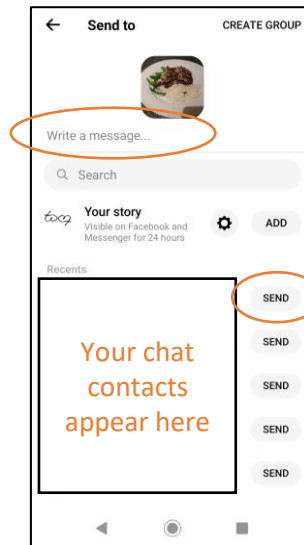 Send to
CREATE GROUP
Write a message...
Search
Your story
Visible on Facebook and
Messenger for 24 hours
ADD
Recents
SEND
Your chat
contacts
appear here
SEND
SEND
SEND
SEND